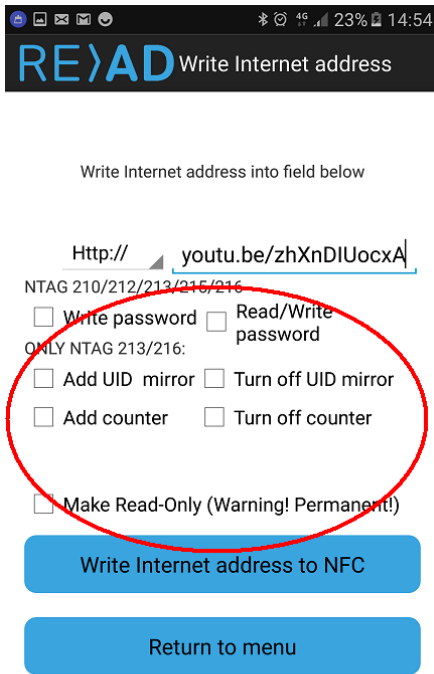 4G 23% 14:54
RE⟩AD Write Internet address
Write Internet address into field below
Http:// youtu.be/zhXnDIUocxA
NTAG 210/212/213/215/216
Write password Read/Write
password
ONLY NTAG 213/216:
Add UID mirror Turn off UID mirror
Add counter Turn off counter
Make Read-Only (Warning! Permanent!)
Write Internet address to NFC
Return to menu